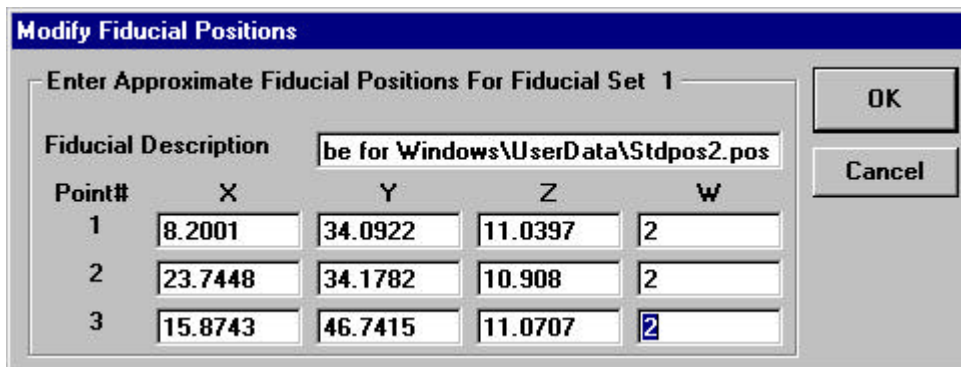 Modify Fiducial Positions
Enter Approximate Fiducial Positions For Fiducial Set 1
OK
Fiducial Description be for Windows\UserData\Stdpos2.pos
Cancel
Point# X Y Z W
1 8.2001 34.0922 11.0397 2
2 23.7448 34.1782 10.908 2
3 15.8743 46.7415 11.0707 2